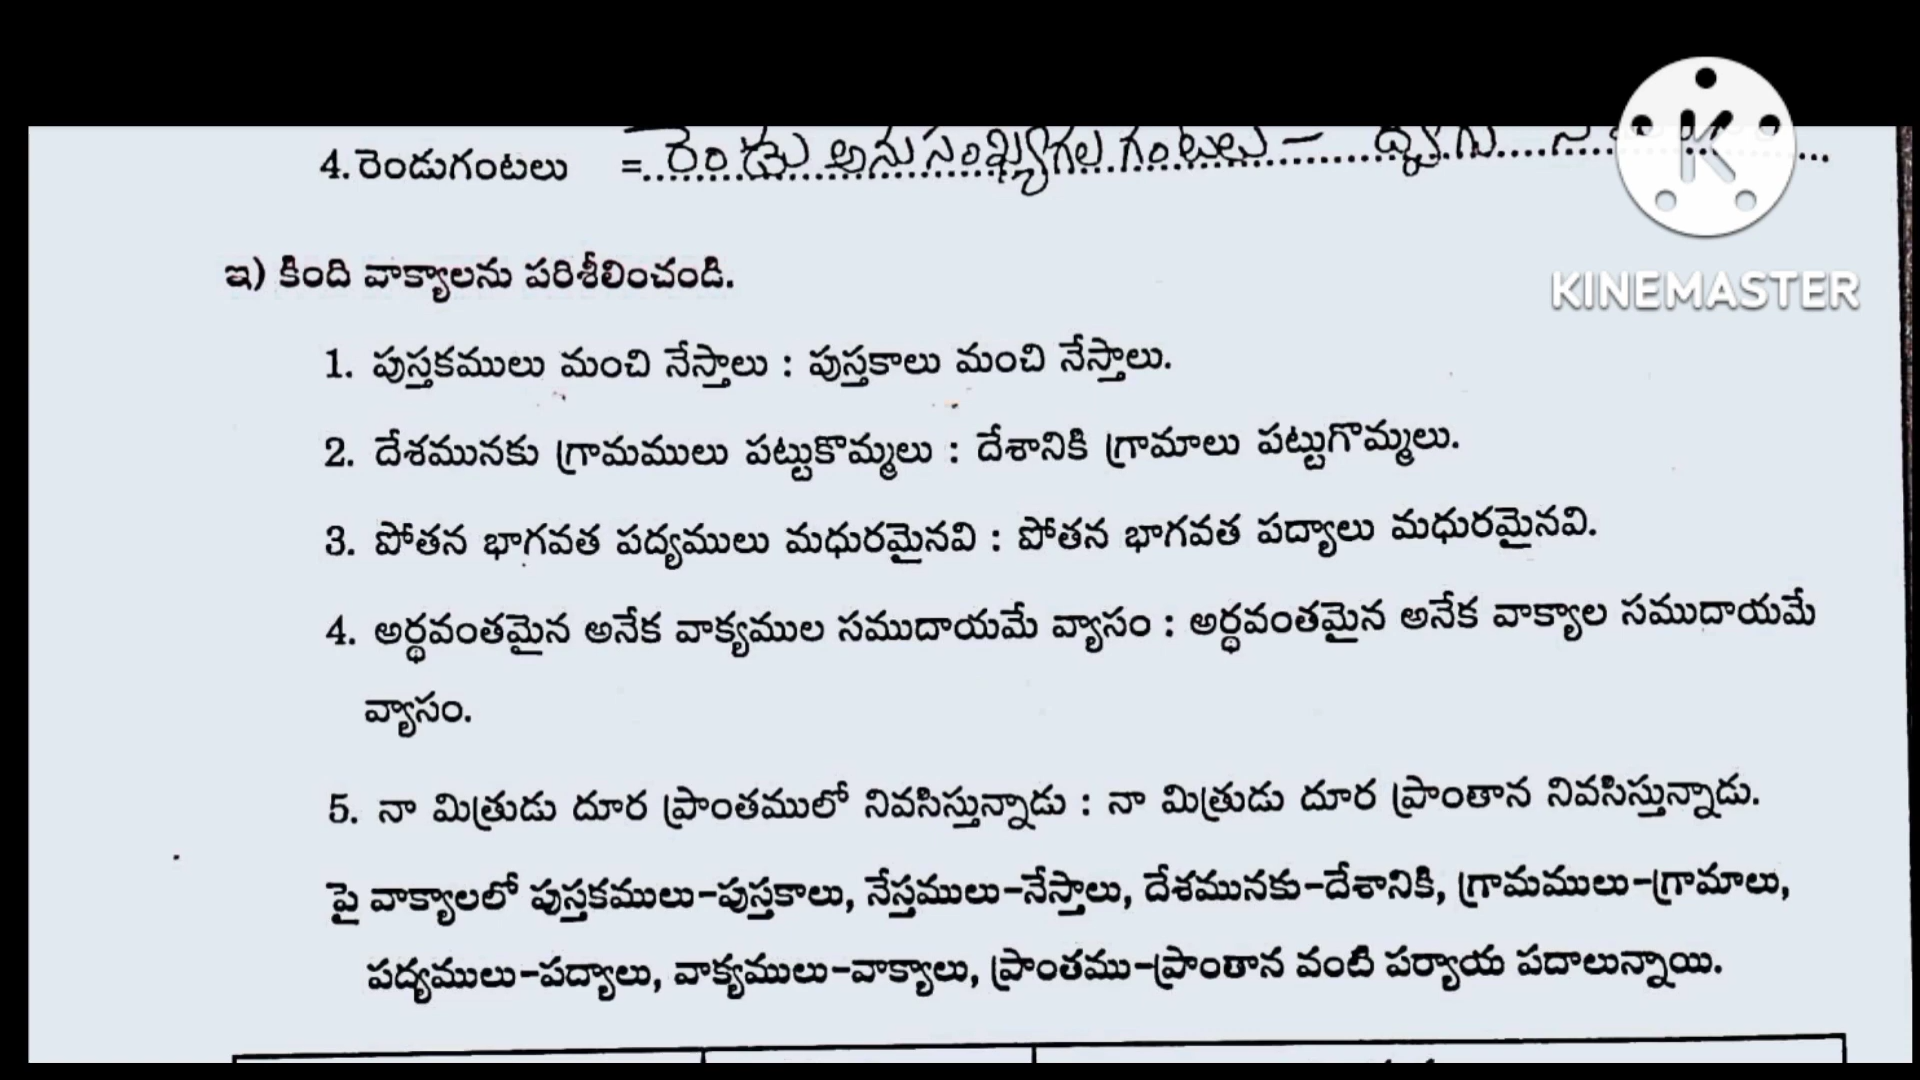 4. రెండుగంటలు = రెండు అను సంఖ్యగల గంటలు - ద్విగు
KINEMASTER
ఇ) కింది వాక్యాలను పరిశీలించండి.
1. పుస్తకములు మంచి నేస్తాలు : పుస్తకాలు మంచి నేస్తాలు.
2. దేశమునకు గ్రామములు పట్టుకొమ్మలు : దేశానికి గ్రామాలు పట్టుగొమ్మలు.
3. పోతన భాగవత పద్యములు మధురమైనవి : పోతన భాగవత పద్యాలు మధురమైనవి.
4. అర్థవంతమైన అనేక వాక్యముల సముదాయమే వ్యాసం : అర్థవంతమైన అనేక వాక్యాల సముదాయమే
వ్యాసం.
5. నా మిత్రుడు దూర ప్రాంతములో నివసిస్తున్నాడు : నా మిత్రుడు దూర ప్రాంతాన నివసిస్తున్నాడు.
పై వాక్యాలలో పుస్తకములు-పుస్తకాలు, నేస్తములు-నేస్తాలు, దేశమునకు-దేశానికి, గ్రామములు-గ్రామాలు,
పద్యములు-పద్యాలు, వాక్యములు-వాక్యాలు, ప్రాంతము-ప్రాంతాన వంటి పర్యాయ పదాలున్నాయి.